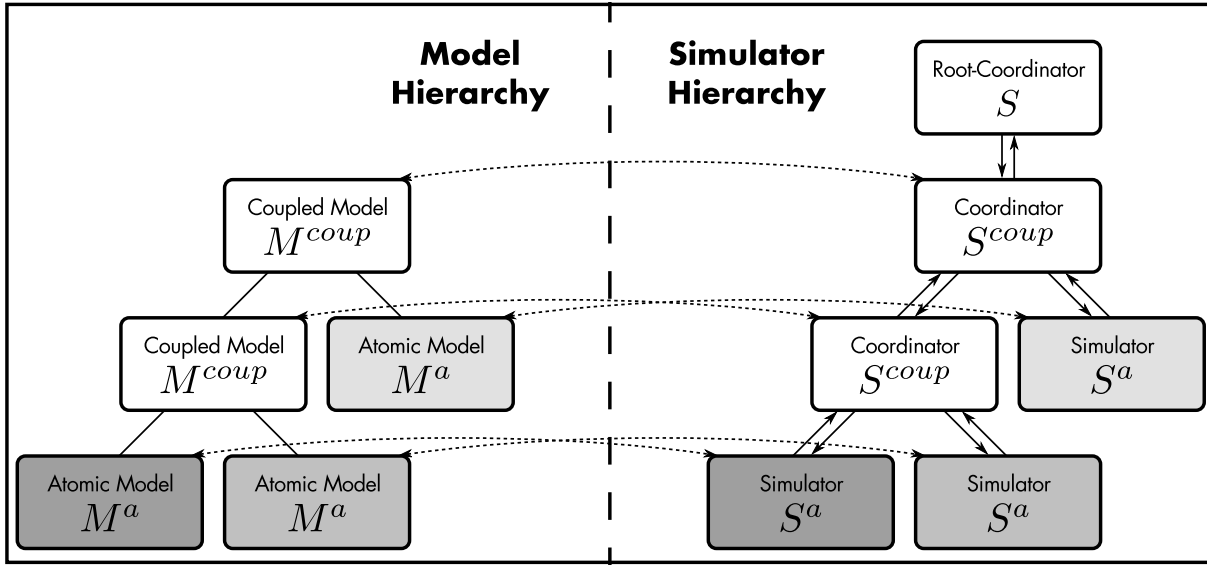 Model
Hierarchy
Simulator
Hierarchy
Root-Coordinator
S
Coupled Model
M^{coup}
Coordinator
S^{coup}
Coupled Model
M^{coup}
Atomic Model
M^a
Coordinator
S^{coup}
Simulator
S^a
Atomic Model
M^a
Atomic Model
M^a
Simulator
S^a
Simulator
S^a